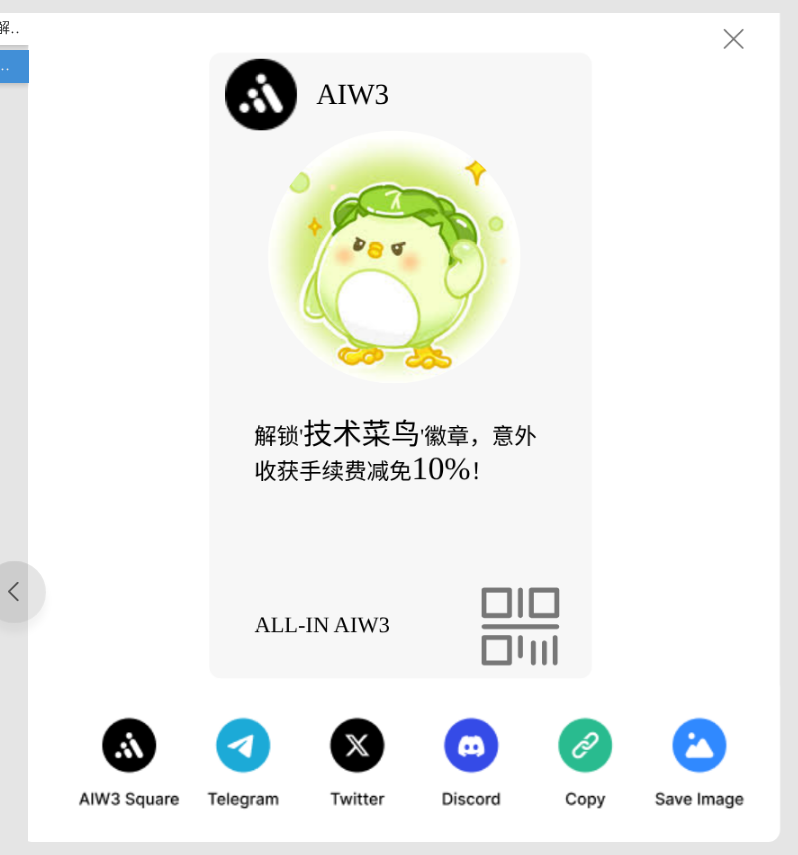 解..
..
AIW3
解锁'技术菜鸟'徽章，意外
收获手续费减免10%！
ALL-IN AIW3
AIW3 Square
Telegram
Twitter
Discord
Copy
Save Image